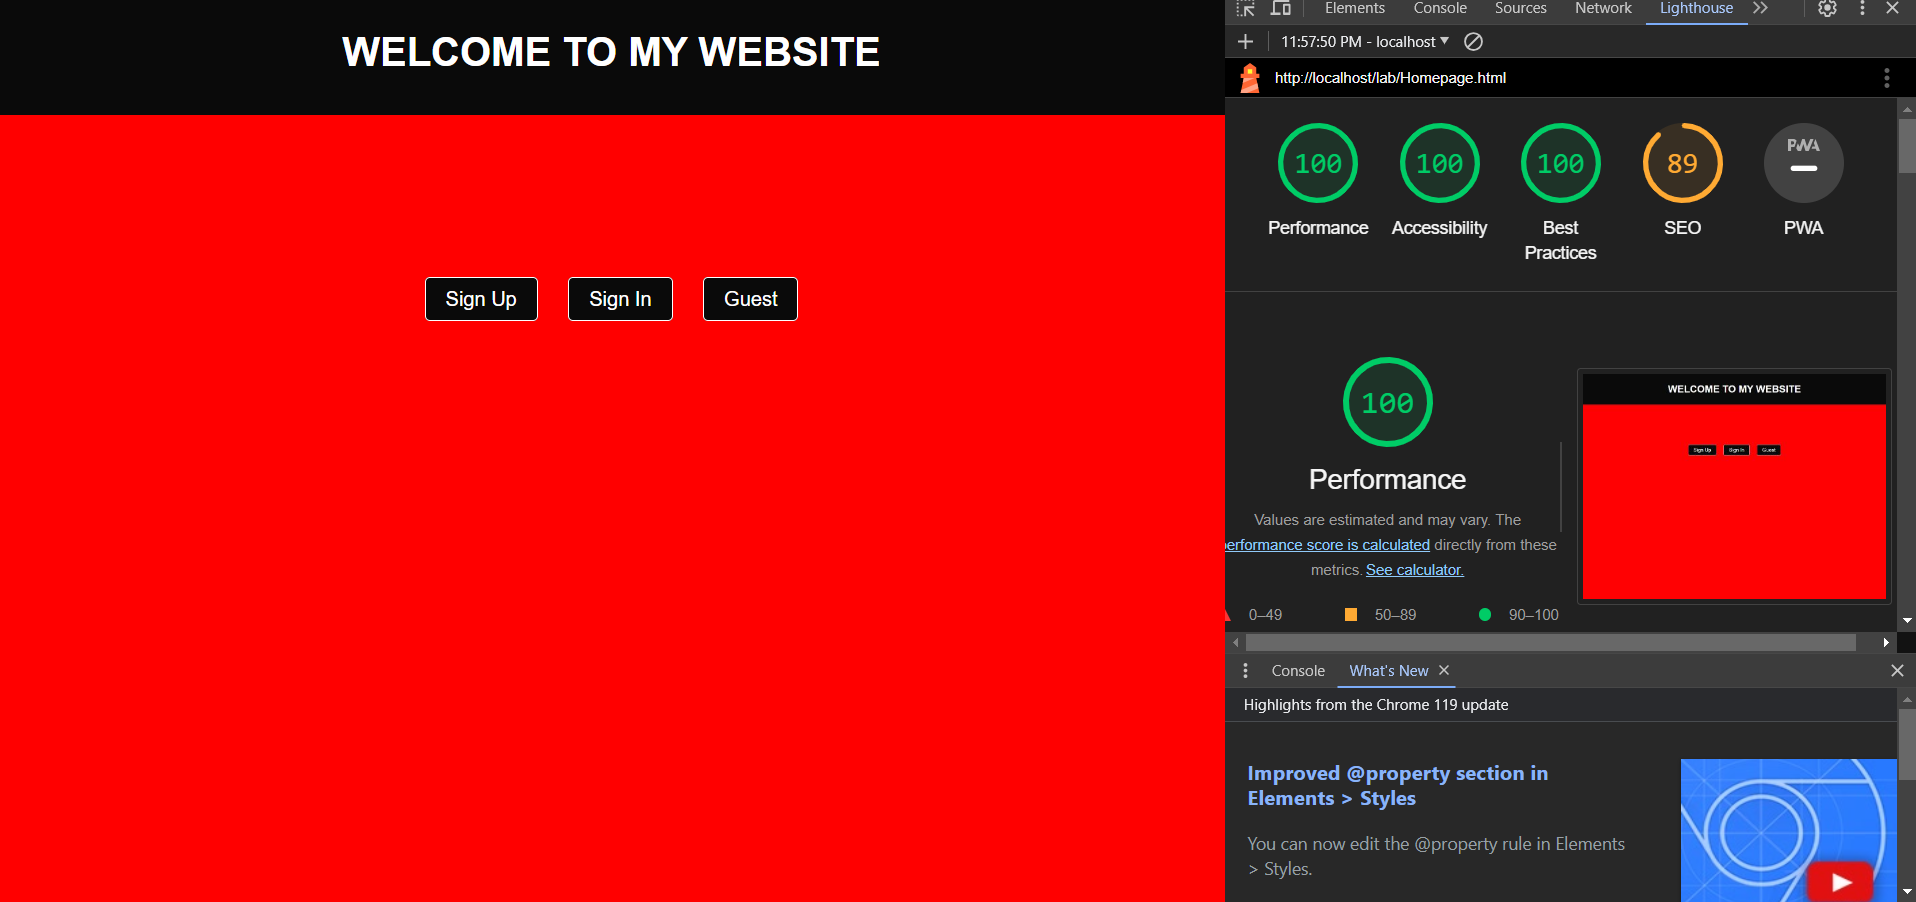 WELCOME TO MY WEBSITE
Sign Up
Sign In
Guest
Elements Console Sources Network Lighthouse
11:57:50 PM - localhost
http://localhost/lab/Homepage.html
100 100 100 89 PWA
Performance Accessibility Best Practices SEO PWA
100
Performance
Values are estimated and may vary. The
performance score is calculated directly from these
metrics. See calculator.
0–49 50–89 90–100
WELCOME TO MY WEBSITE
Sign Up Sign In Guest
Console What's New
Highlights from the Chrome 119 update
Improved @property section in
Elements > Styles
You can now edit the @property rule in Elements
> Styles.